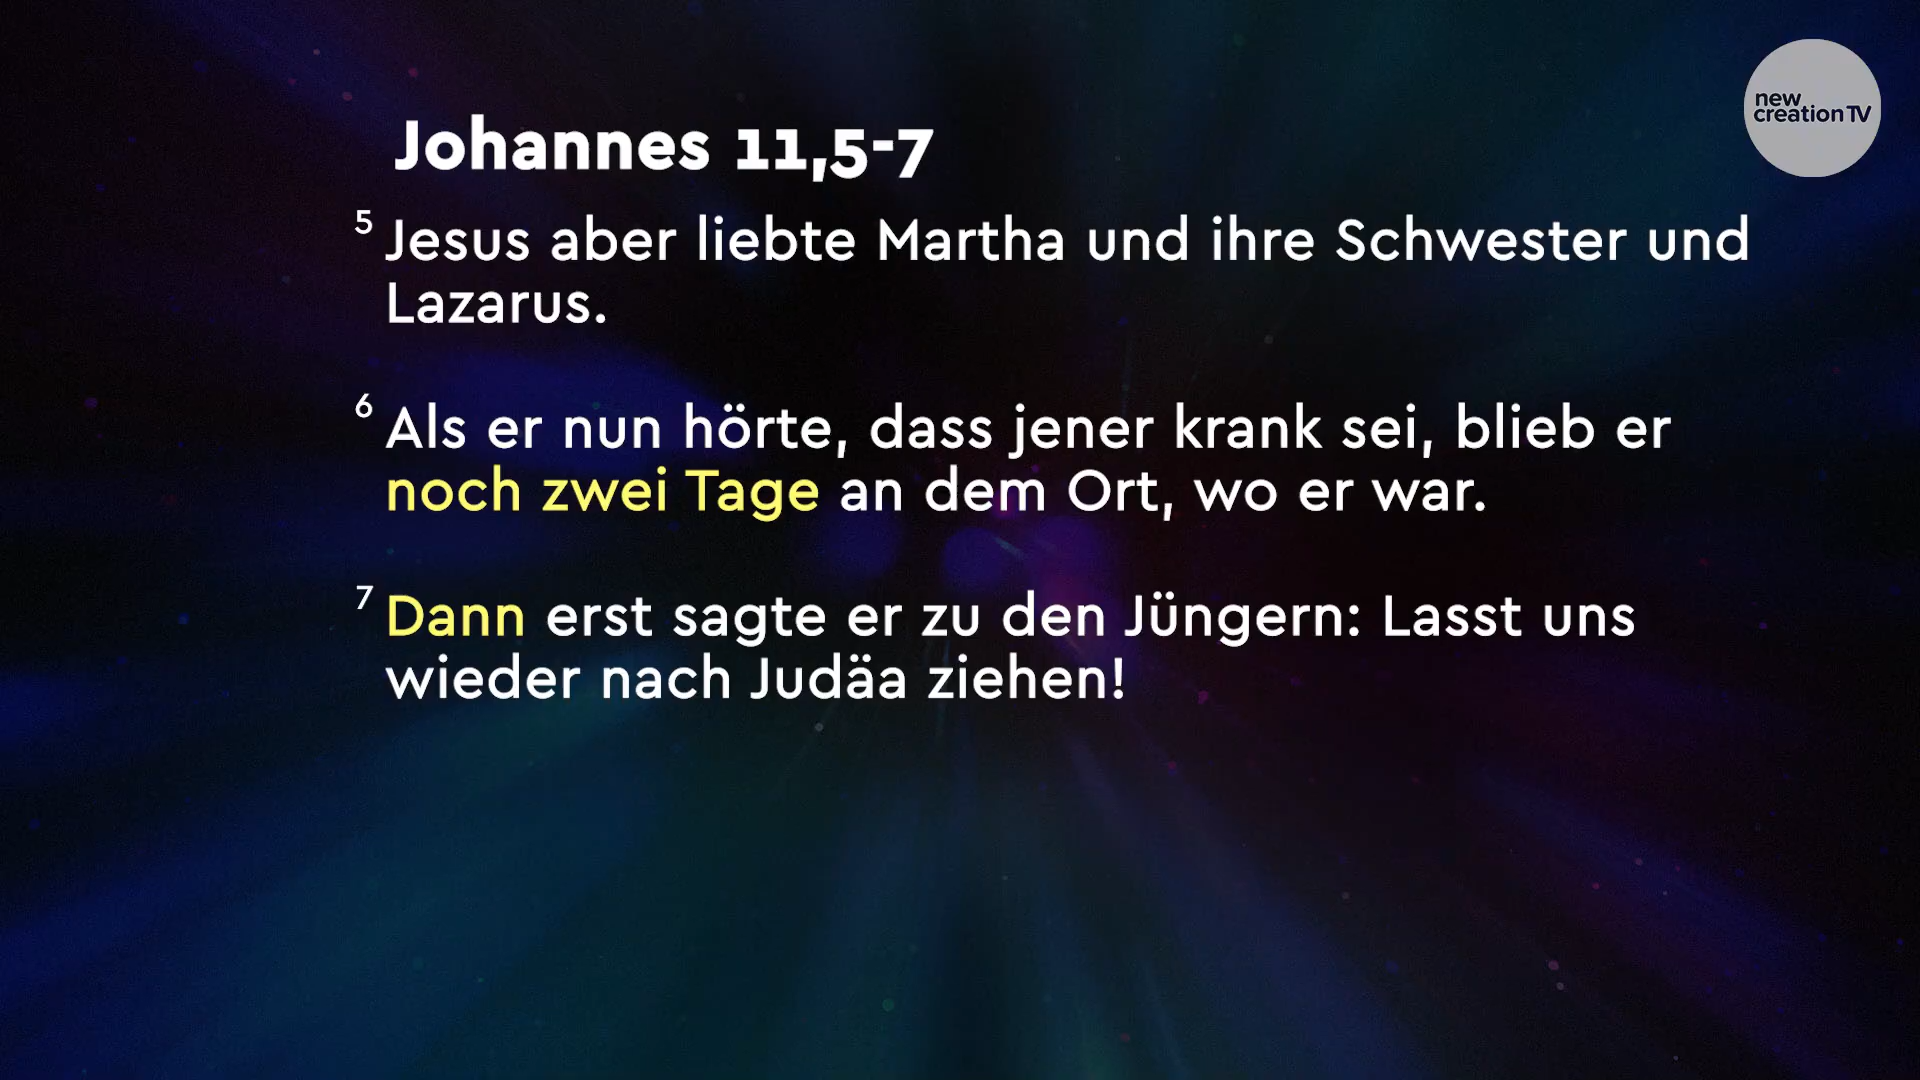 new
creationTV
Johannes 11,5-7
5 Jesus aber liebte Martha und ihre Schwester und
Lazarus.
6 Als er nun hörte, dass jener krank sei, blieb er
noch zwei Tage an dem Ort, wo er war.
7 Dann erst sagte er zu den Jüngern: Lasst uns
wieder nach Judäa ziehen!